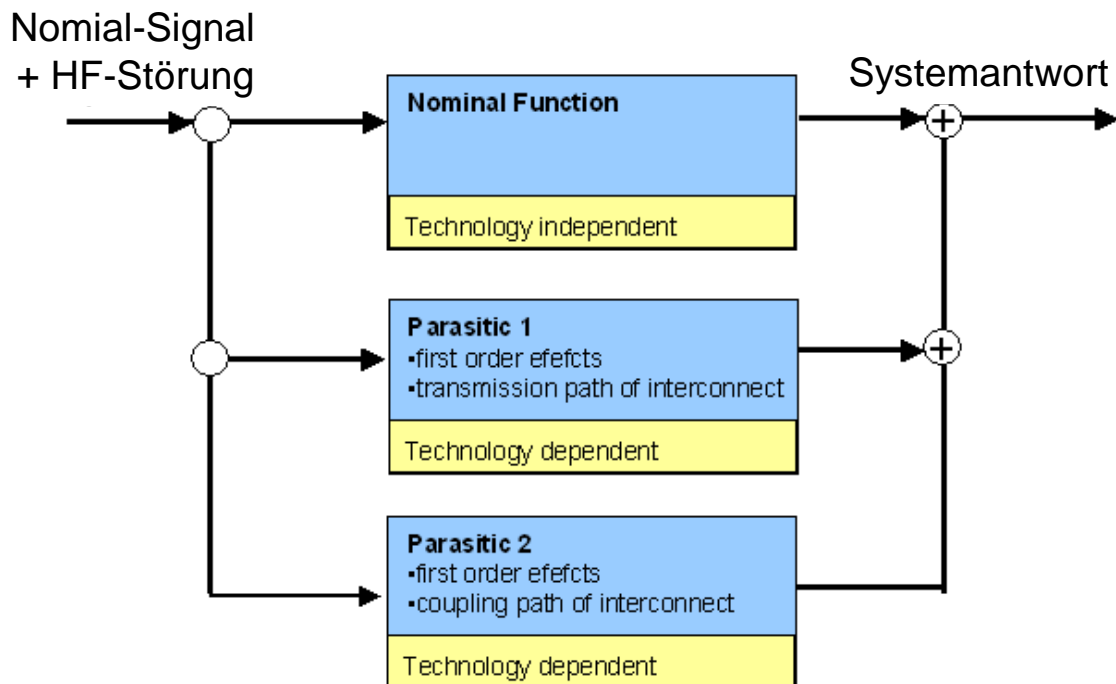 Nomial-Signal
+ HF-Störung
Systemantwort
Nominal Function
+
Technology independent
Parasitic 1
▪first order efefcts
+
▪transmission path of interconnect
Technology dependent
Parasitic 2
▪first order efefcts
▪coupling path of interconnect
Technology dependent